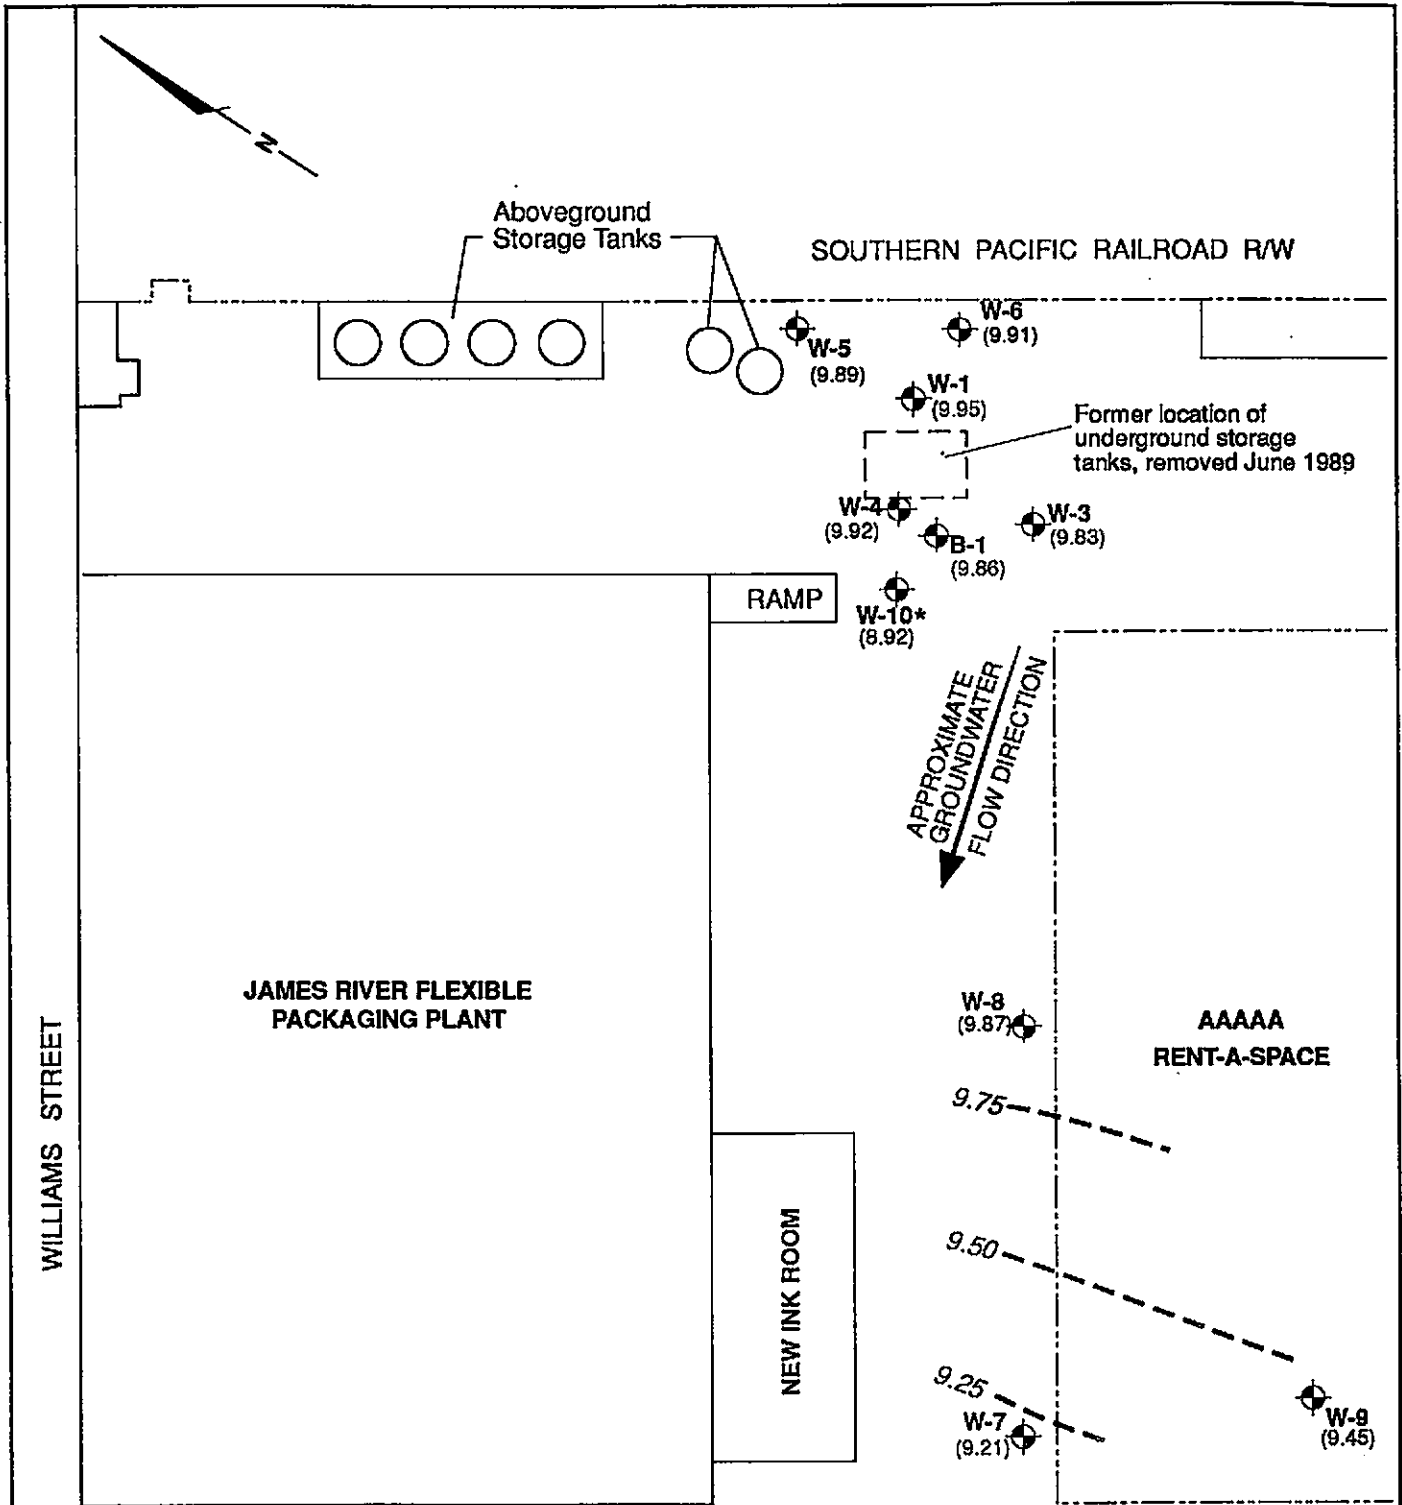 N
Aboveground
Storage Tanks
SOUTHERN PACIFIC RAILROAD R/W
W-6
(9.91)
W-5
(9.89)
W-1
(9.95)
Former location of
underground storage
tanks, removed June 1989
W-4
(9.92)
W-3
(9.83)
B-1
(9.86)
RAMP
W-10*
(8.92)
APPROXIMATE
GROUNDWATER
FLOW DIRECTION
JAMES RIVER FLEXIBLE
PACKAGING PLANT
W-8
(9.87)
AAAAA
RENT-A-SPACE
WILLIAMS STREET
9.75
9.50
NEW INK ROOM
9.25
W-7
(9.21)
W-9
(9.45)